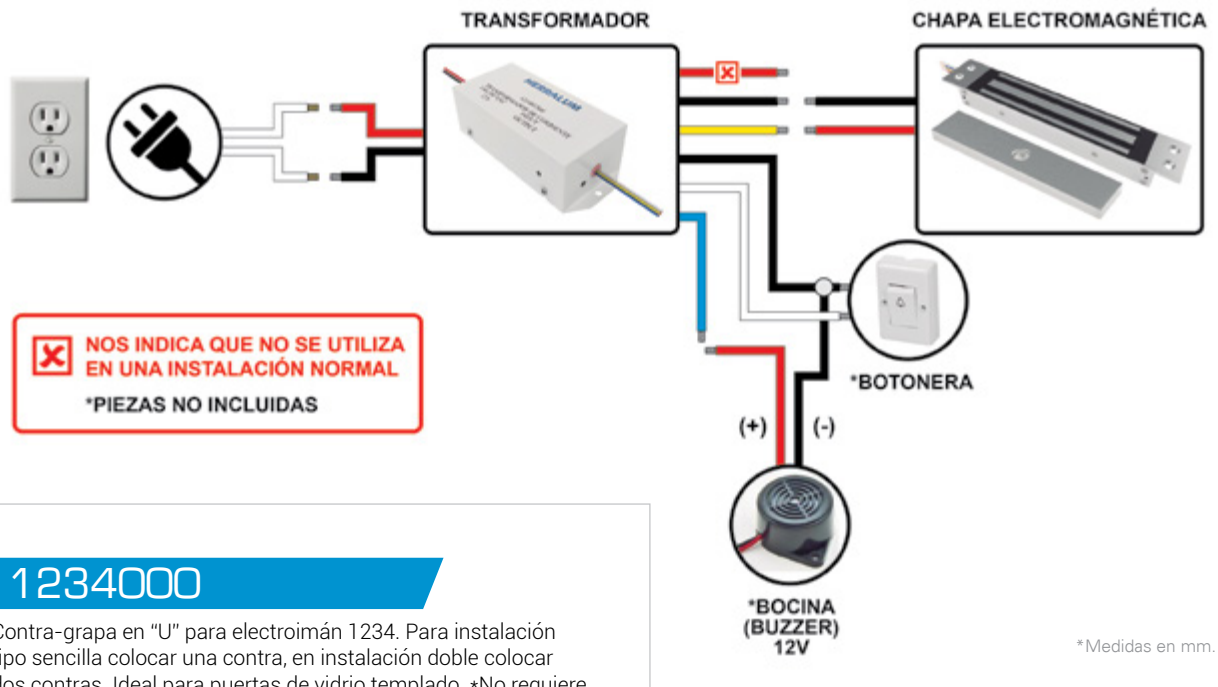 TRANSFORMADOR
CHAPA ELECTROMAGNÉTICA
HERRALUM
NOS INDICA QUE NO SE UTILIZA
EN UNA INSTALACIÓN NORMAL
*PIEZAS NO INCLUIDAS
*BOTONERA
(+) (-)
*BOCINA
(BUZZER)
12V
*Medidas en mm.
1234000
Contra-grapa en “U” para electroimán 1234. Para instalación
tipo sencilla colocar una contra, en instalación doble colocar
dos contras. Ideal para puertas de vidrio templado. *No requiere